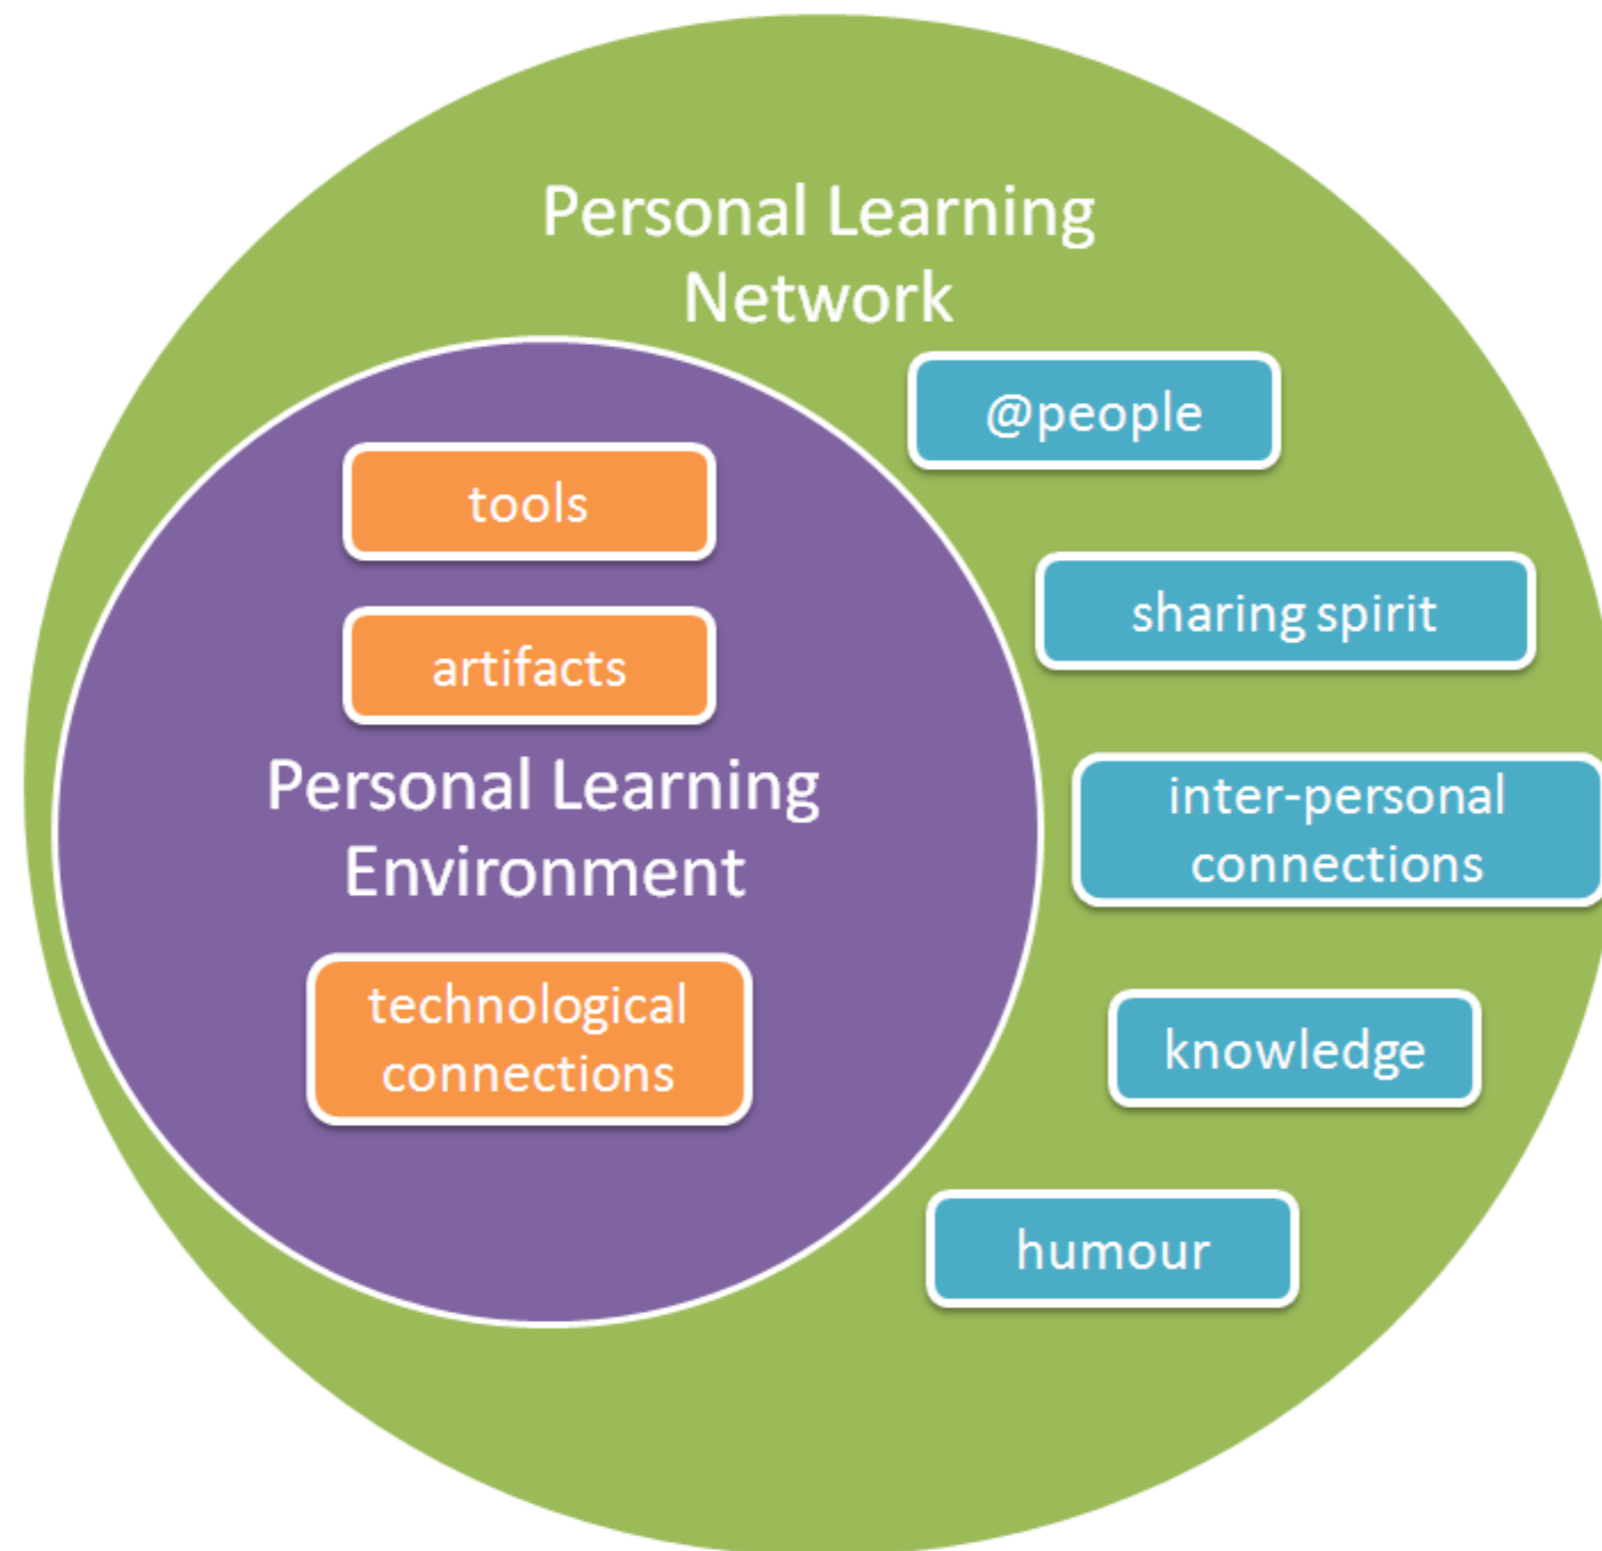 Personal Learning
Network
@people
sharing spirit
inter-personal
connections
knowledge
humour
tools
artifacts
Personal Learning
Environment
technological
connections